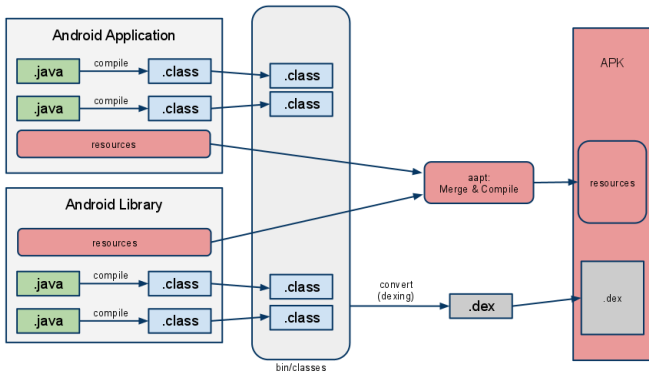 Android Application
.java
compile
.class
.java
compile
.class
resources
Android Library
resources
.java
compile
.class
.java
compile
.class
.class
.class
.class
.class
bin/classes
aapt:
Merge & Compile
convert
(dexing)
.dex
APK
resources
.dex